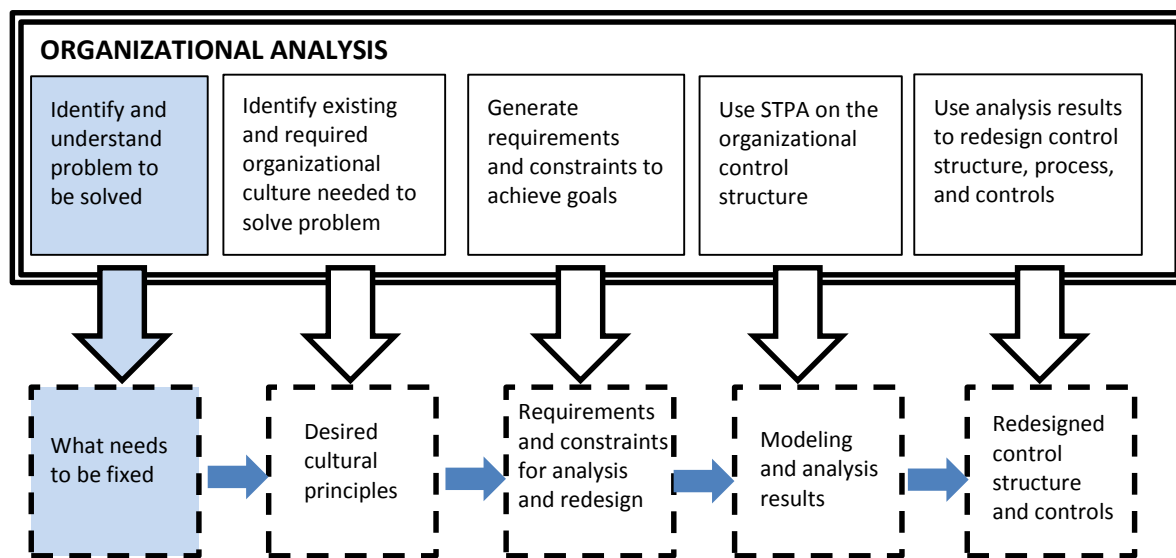 ORGANIZATIONAL ANALYSIS
Identify and
understand
problem to
be solved
Identify existing
and required
organizational
culture needed to
solve problem
Generate
requirements
and constraints to
achieve goals
Use STPA on the
organizational
control
structure
Use analysis results
to redesign control
structure, process,
and controls
What needs
to be fixed
Desired
cultural
principles
Requirements
and constraints
for analysis
and redesign
Modeling
and analysis
results
Redesigned
control
structure
and controls